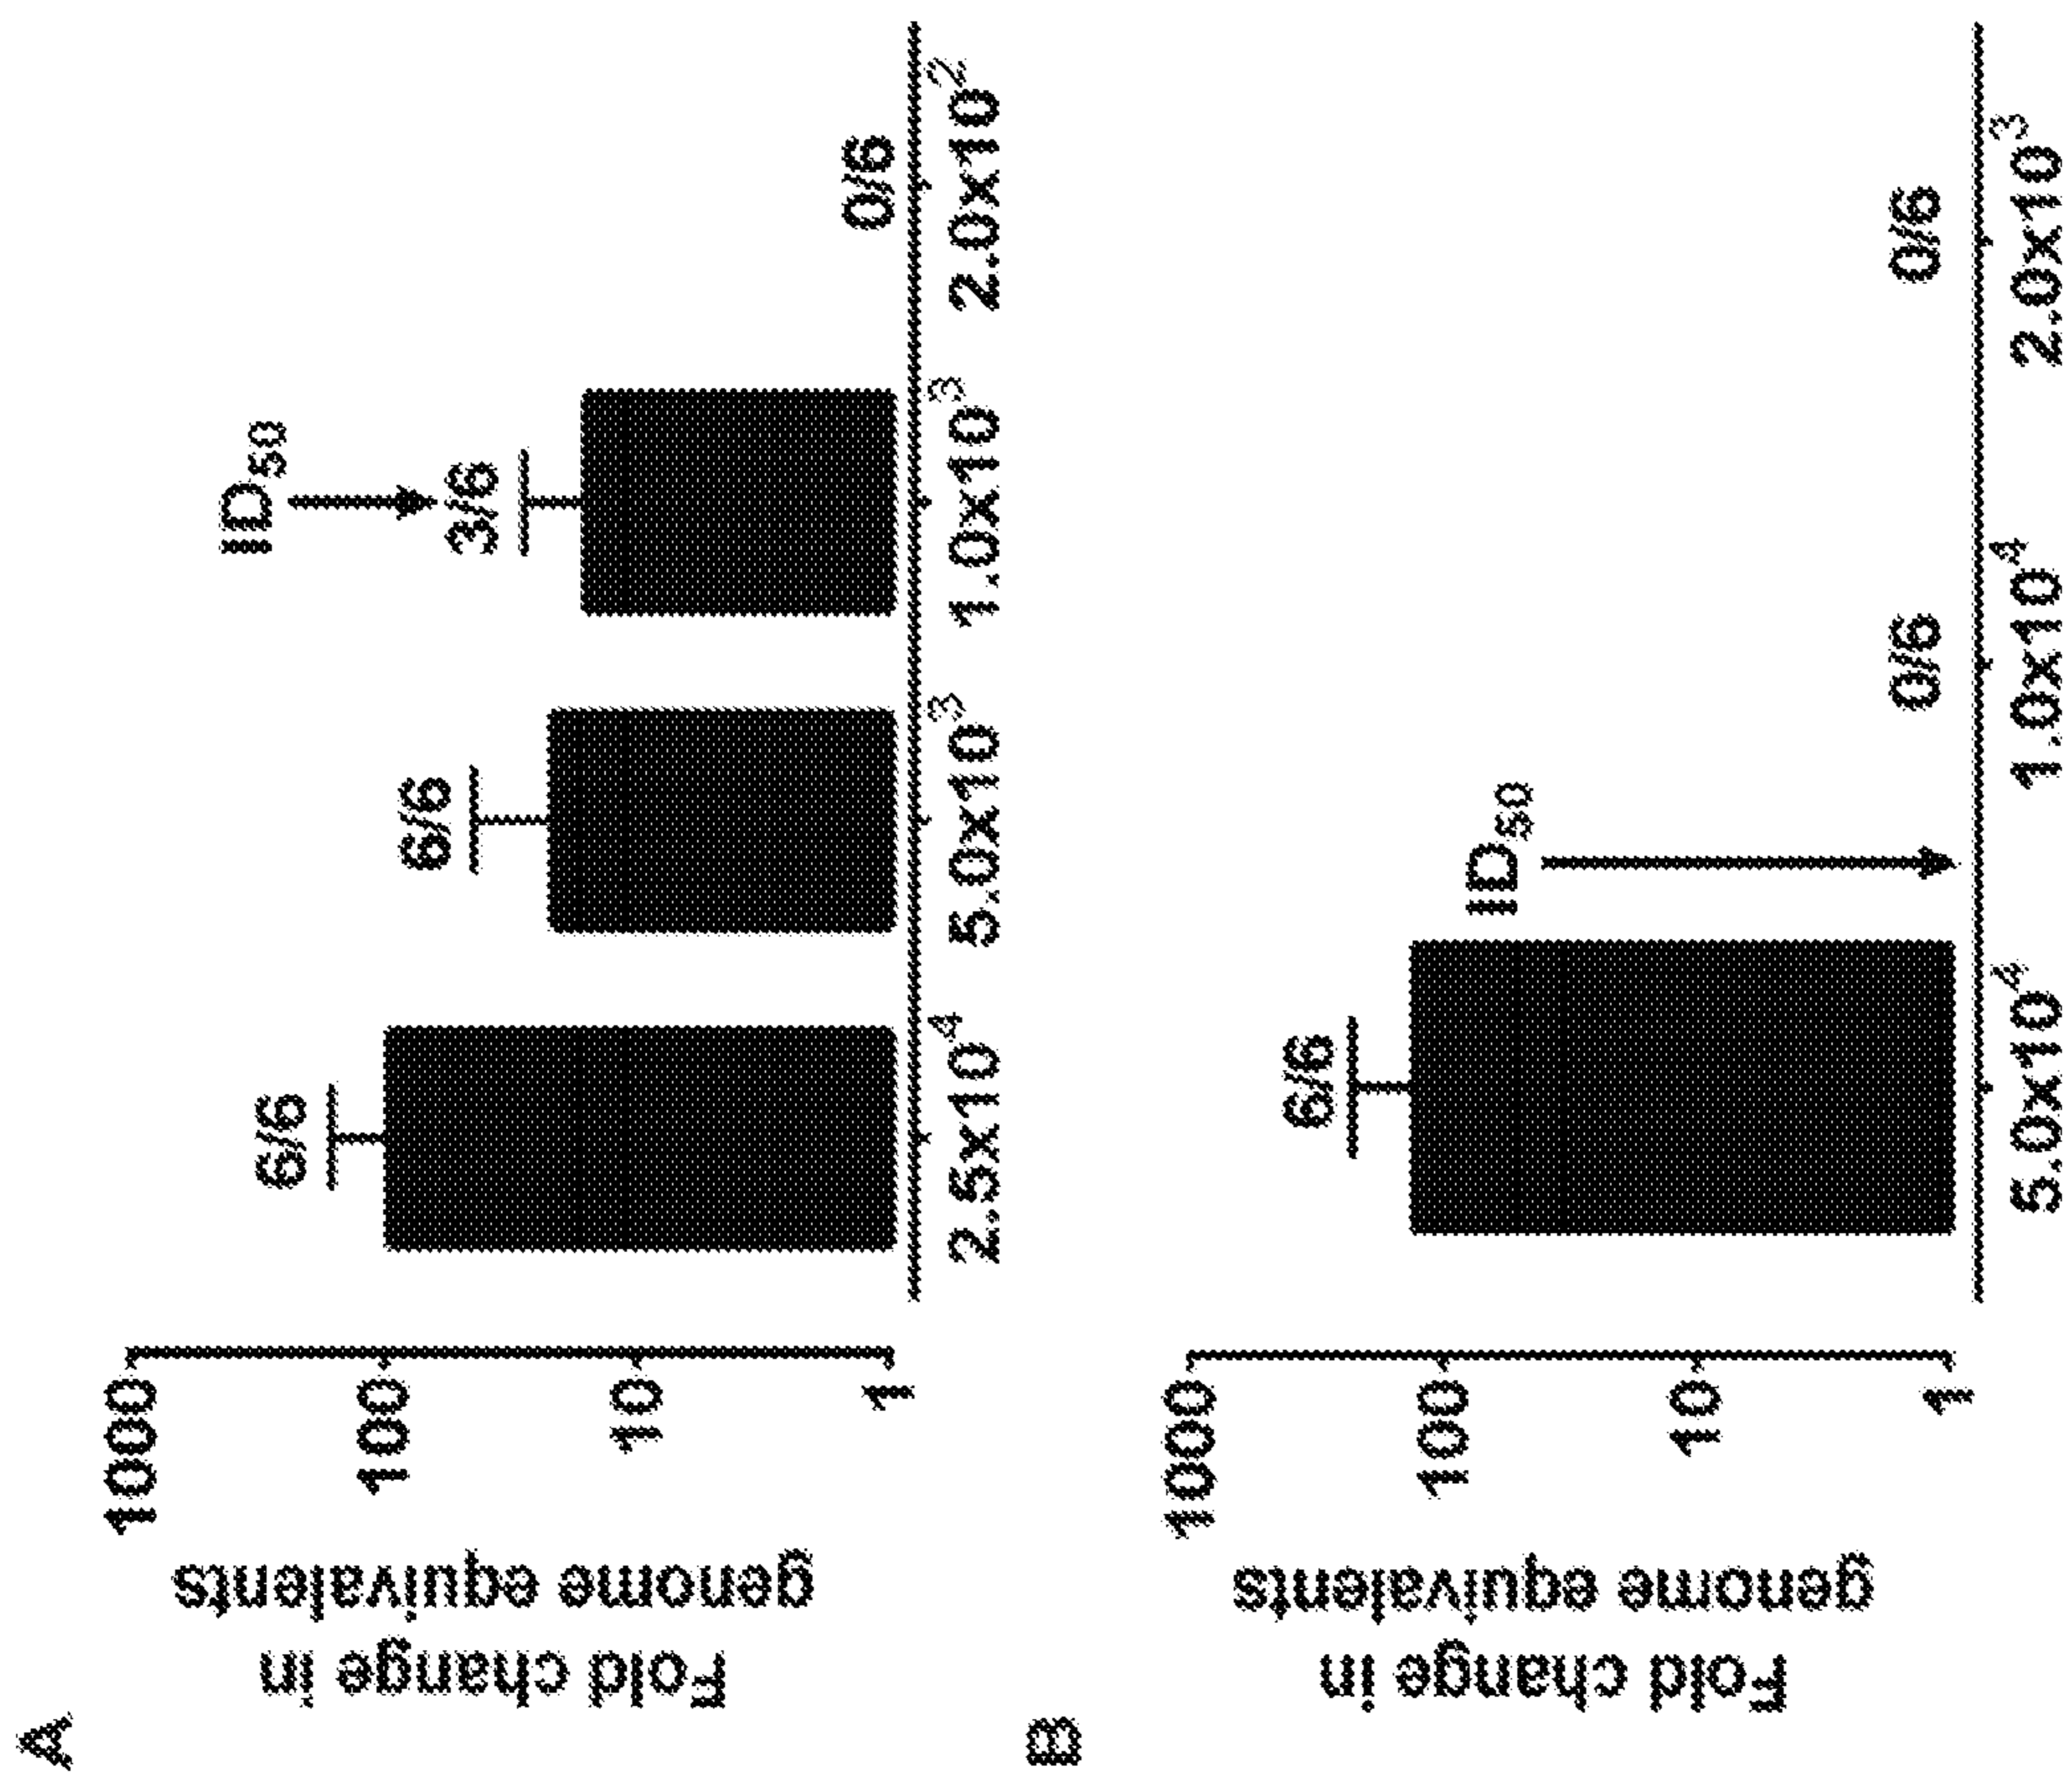 A
Fold change in
genome equivalents
1000
100
10
1
6/6
6/6
ID50
3/6
0/6
2.5x10^4
5.0x10^3
1.0x10^3
2.0x10^2
B
Fold change in
genome equivalents
1000
100
10
1
6/6
ID50
0/6
0/6
5.0x10^4
1.0x10^4
2.0x10^3